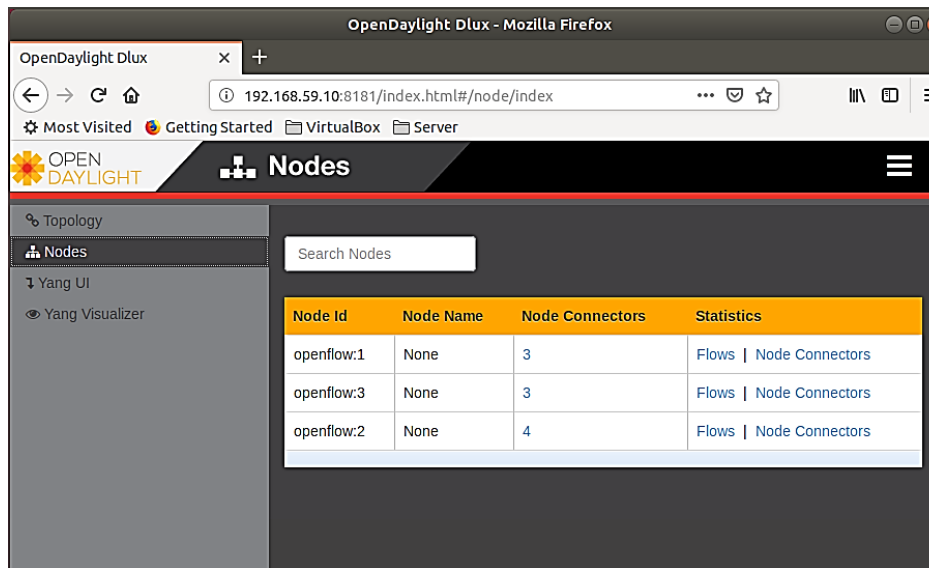 OpenDaylight Dlux - Mozilla Firefox
OpenDaylight Dlux
192.168.59.10:8181/index.html#/node/index
Most Visited Getting Started VirtualBox Server
OPEN
DAYLIGHT
Nodes
Topology
Nodes
Yang UI
Yang Visualizer
Search Nodes
Node Id Node Name Node Connectors Statistics
openflow:1 None 3 Flows | Node Connectors
openflow:3 None 3 Flows | Node Connectors
openflow:2 None 4 Flows | Node Connectors